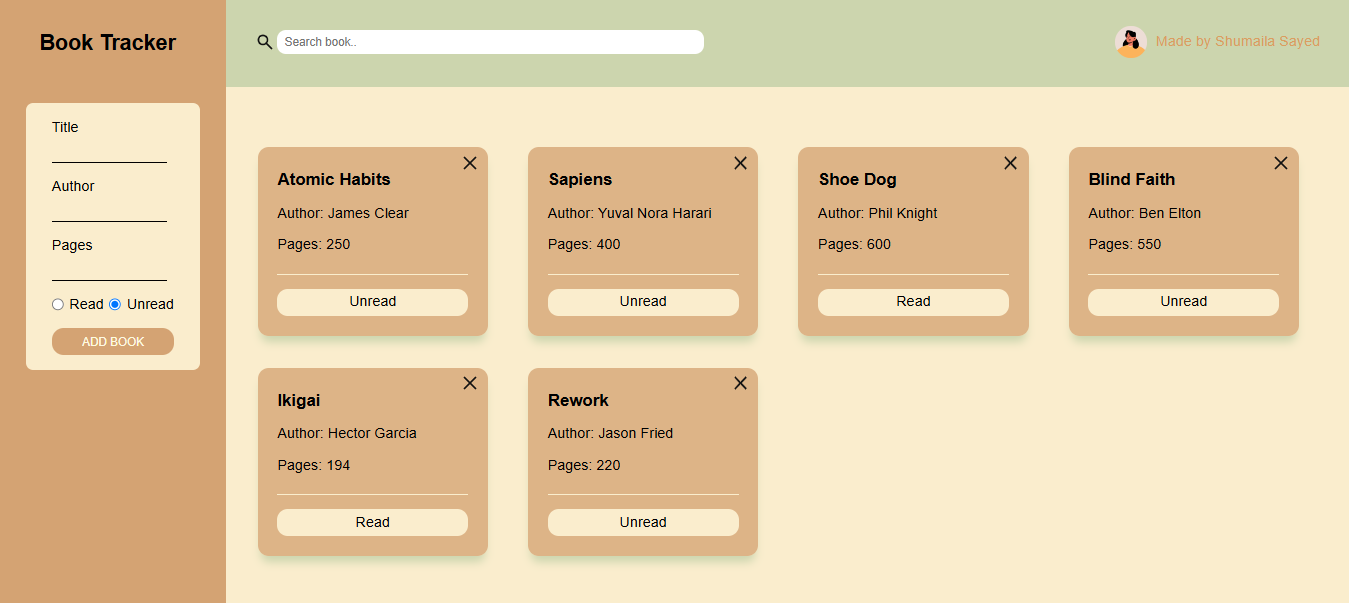 Book Tracker
Search book..
Made by Shumaila Sayed
Title
Author
Pages
Read Unread
ADD BOOK
Atomic Habits
Author: James Clear
Pages: 250
Unread
Sapiens
Author: Yuval Nora Harari
Pages: 400
Unread
Shoe Dog
Author: Phil Knight
Pages: 600
Read
Blind Faith
Author: Ben Elton
Pages: 550
Unread
Ikigai
Author: Hector Garcia
Pages: 194
Read
Rework
Author: Jason Fried
Pages: 220
Unread